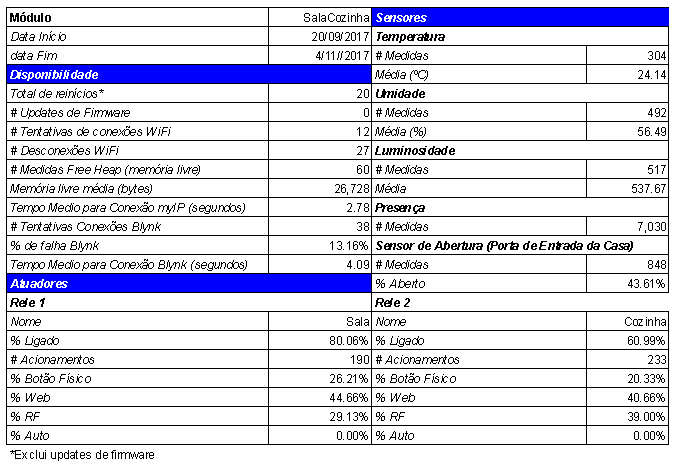 Módulo SalaCozinha Sensores
Data Início 20/09/2017 Temperatura
data Fim 4/11//2017 # Medidas 304
Disponibilidade Média (ºC) 24.14
Total de reinícios* 20 Umidade
# Updates de Firmware 0 # Medidas 492
# Tentativas de conexões WiFi 12 Média (%) 56.49
# Desconexões WiFi 27 Luminosidade
# Medidas Free Heap (memória livre) 60 # Medidas 517
Memória livre média (bytes) 26,728 Média 537.67
Tempo Medio para Conexão myIP (segundos) 2.78 Presença
# Tentativas Conexões Blynk 38 # Medidas 7,030
% de falha Blynk 13.16% Sensor de Abertura (Porta de Entrada da Casa)
Tempo Medio para Conexão Blynk (segundos) 4.09 # Medidas 848
Atuadores % Aberto 43.61%
Rele 1 Rele 2
Nome Sala Nome Cozinha
% Ligado 80.06% % Ligado 60.99%
# Acionamentos 190 # Acionamentos 233
% Botão Físico 26.21% % Botão Físico 20.33%
% Web 44.66% % Web 40.66%
% RF 29.13% % RF 39.00%
% Auto 0.00% % Auto 0.00%
*Exclui updates de firmware